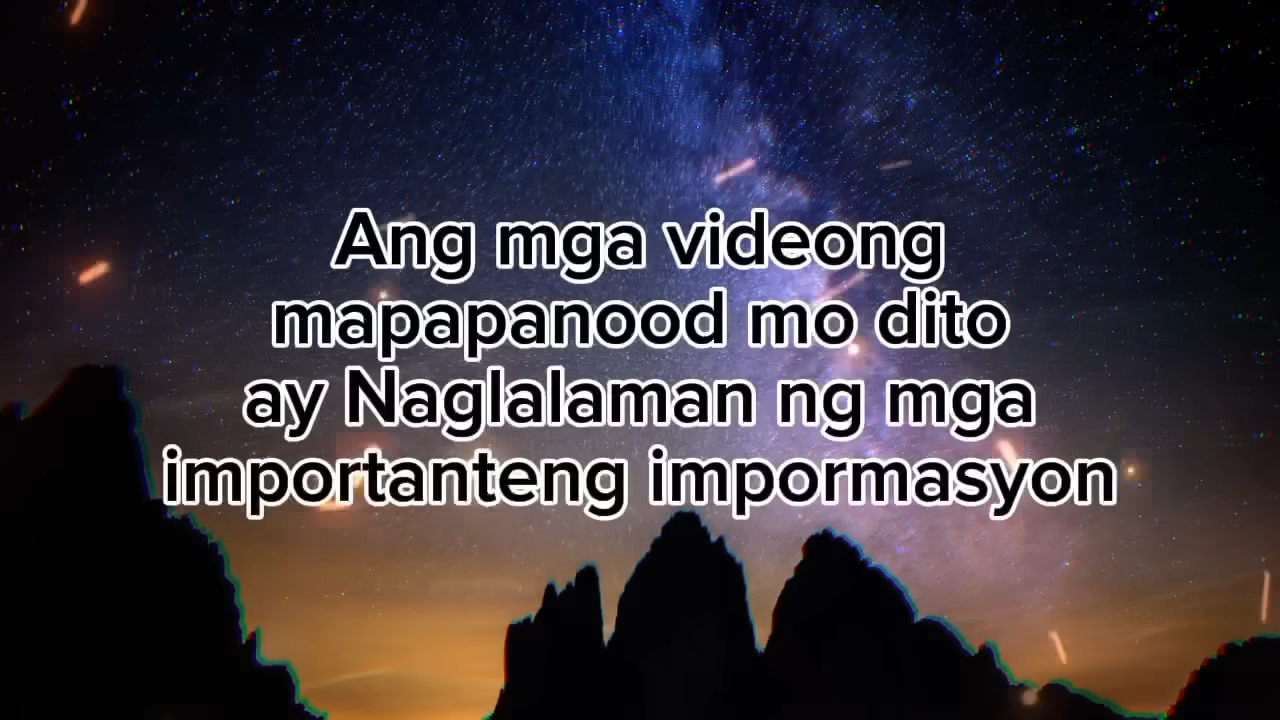 Ang mga videong
mapapanood mo dito
ay Naglalaman ng mga
importanteng impormasyon